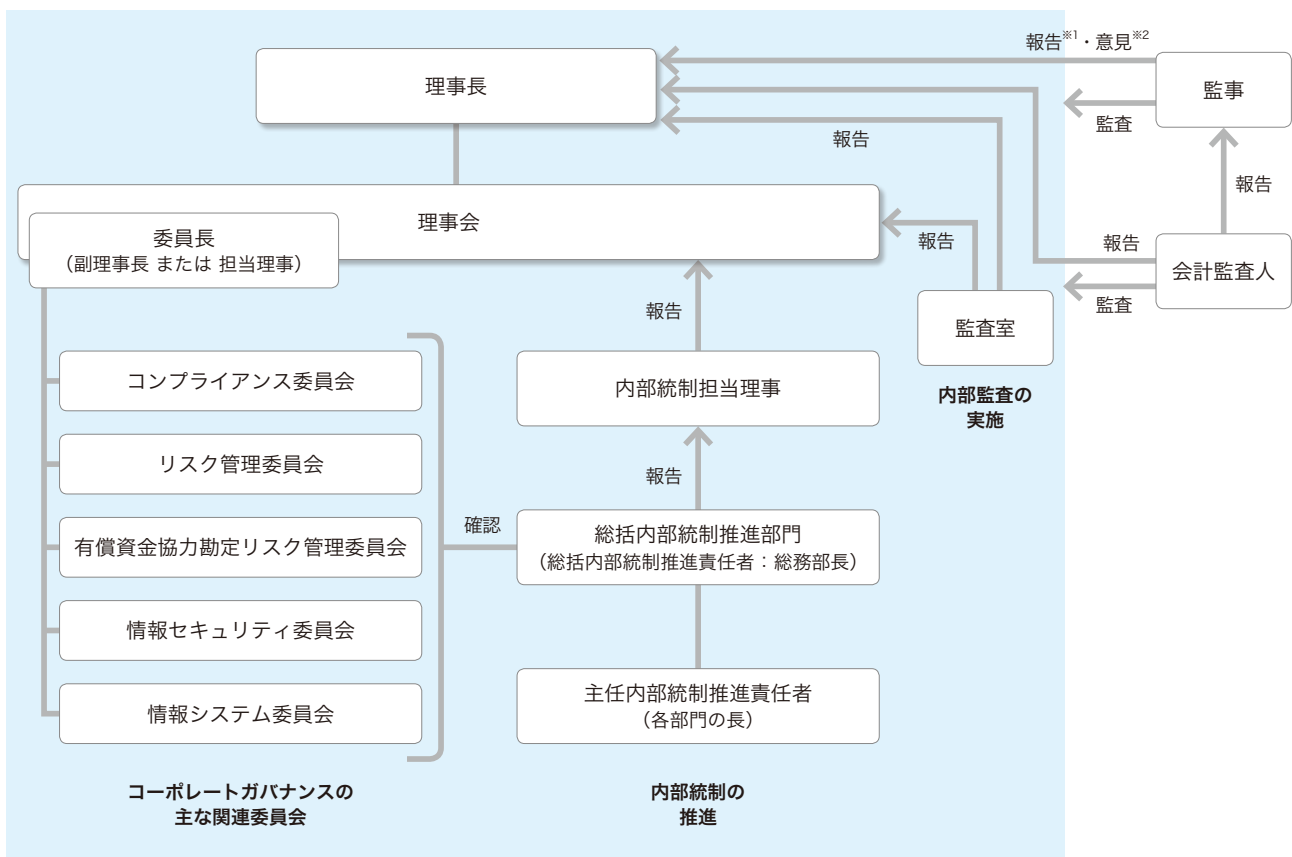 報告※1・意見※2
理事長
監事
監査
報告
報告
理事会
委員長
（副理事長 または 担当理事）
報告
報告
会計監査人
監査
報告
監査室
コンプライアンス委員会
内部統制担当理事
内部監査の
実施
リスク管理委員会
報告
確認
総括内部統制推進部門
（総括内部統制推進責任者：総務部長）
有償資金協力勘定リスク管理委員会
情報セキュリティ委員会
主任内部統制推進責任者
（各部門の長）
情報システム委員会
コーポレートガバナンスの
主な関連委員会
内部統制の
推進